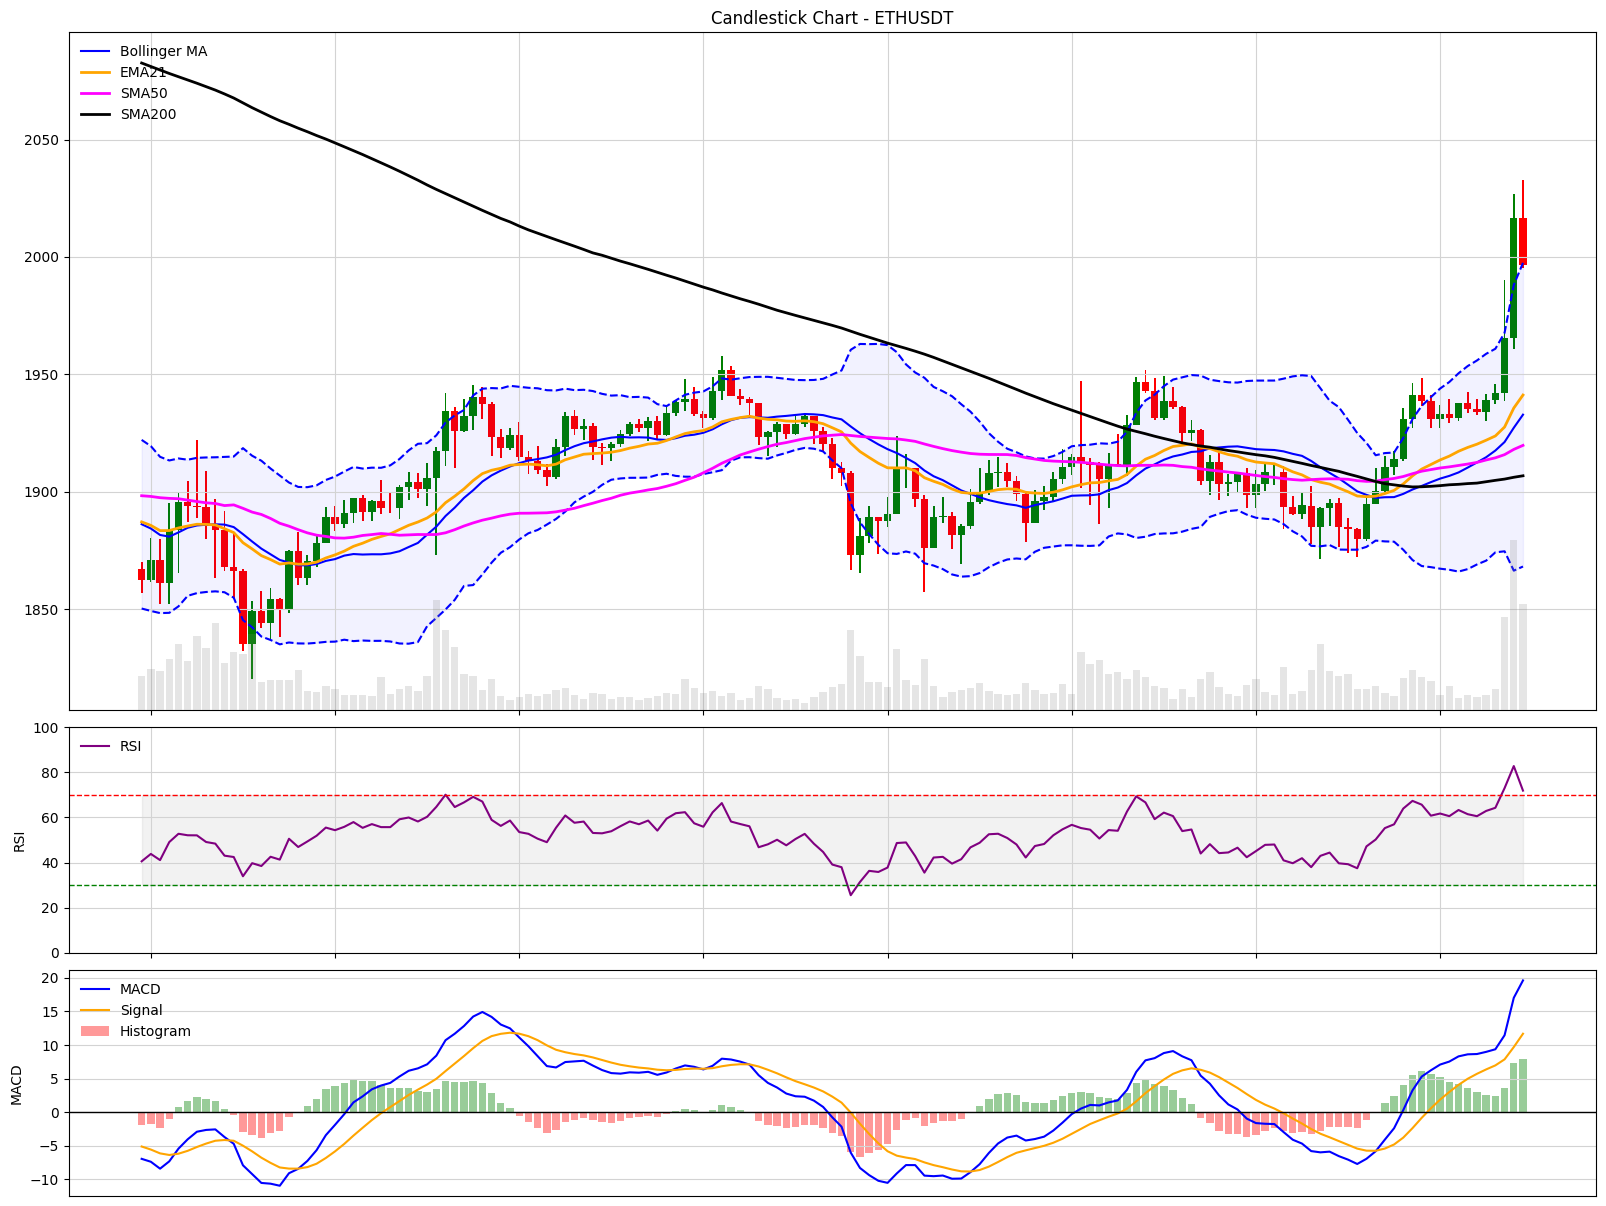 Candlestick Chart - ETHUSDT
Bollinger MA
EMA21
SMA50
SMA200
2050
2000
1950
1900
1850
100
80
60
40
20
0
RSI
RSI
20
15
10
5
0
−5
−10
MACD
MACD
Signal
Histogram